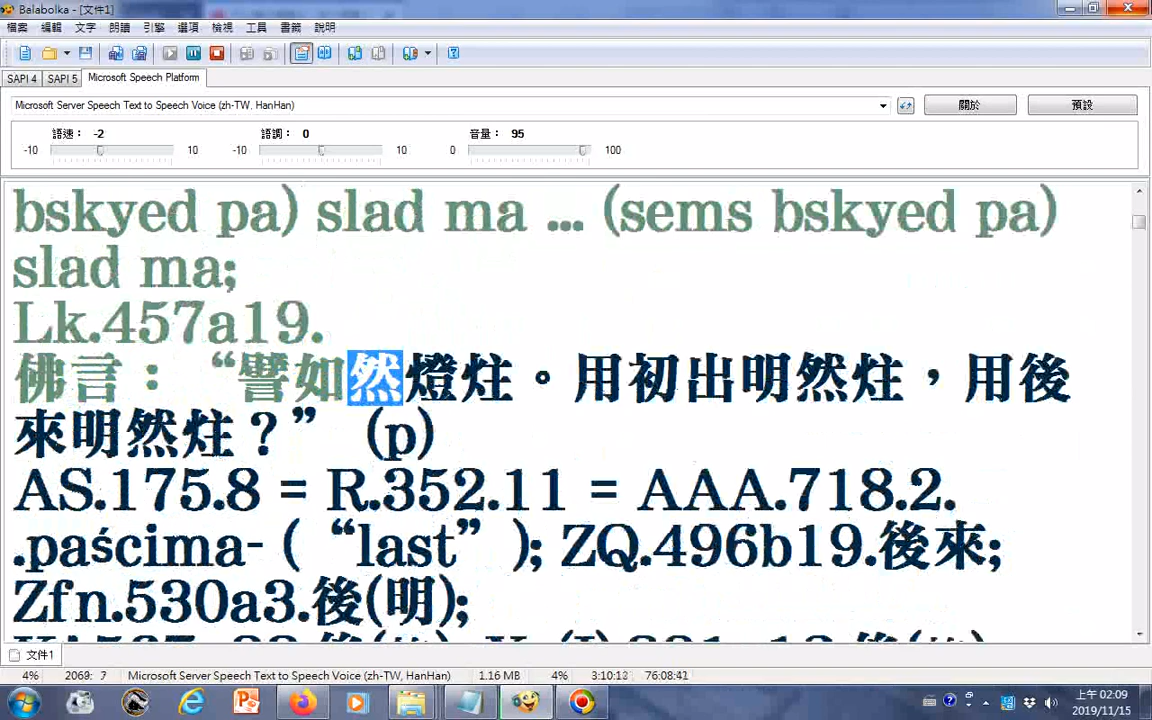 Balabolka - [文件1]
檔案 編輯 文字 朗讀 引擎 選項 檢視 工具 書籤 說明
SAPI 4 SAPI 5 Microsoft Speech Platform
Microsoft Server Speech Text to Speech Voice (zh-TW, HanHan) 關於 預設
語速： -2 語調： 0 音量： 95
-10 10 -10 10 0 100
bskyed pa) slad ma ... (sems bskyed pa)
slad ma;
Lk.457a19.
佛言：“譬如然燈炷。用初出明然炷，用後
來明然炷？” (p)
AS.175.8 = R.352.11 = AAA.718.2.
.paścima- (“last”); ZQ.496b19.後來;
Zfn.530a3.後(明);
文件1
4% 2069: 7 Microsoft Server Speech Text to Speech Voice (zh-TW, HanHan) 1.16 MB 4% 3:10:13 76:08:41
上午 02:09
2019/11/15